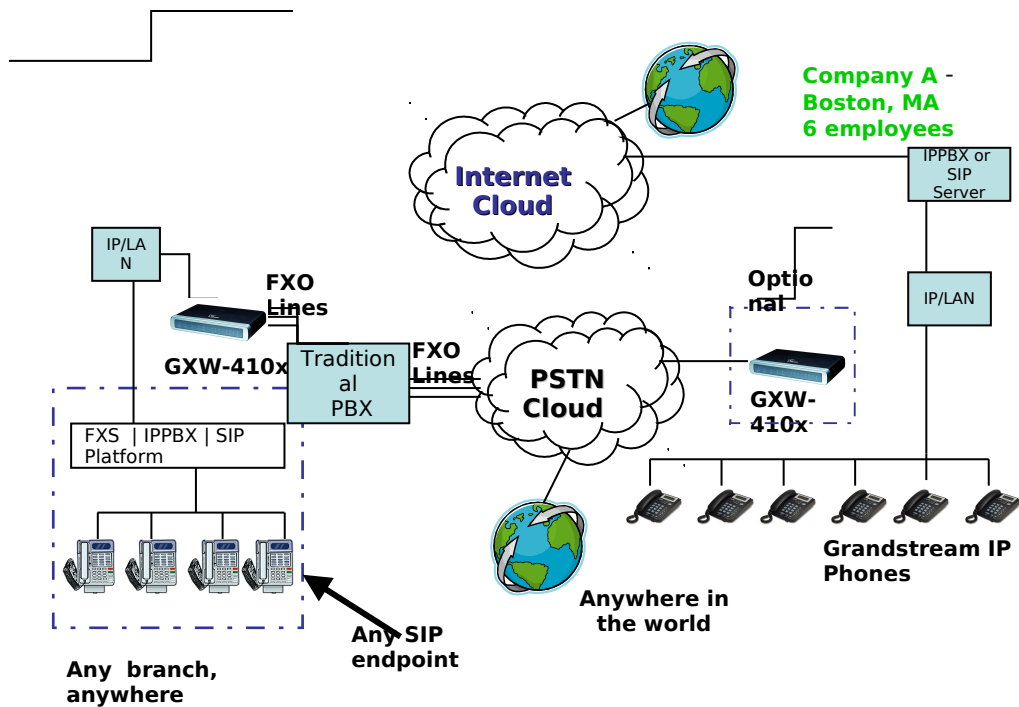 Company A -
Boston, MA
6 employees
IPPBX or
SIP
Server
Internet
Cloud
IP/LA
N
FXO
Lines
Optio
nal
IP/LAN
GXW-410x
Tradition
al
PBX
FXO
Lines
PSTN
Cloud
GXW-
410x
FXS | IPPBX | SIP
Platform
Grandstream IP
Phones
Anywhere in
the world
Any SIP
endpoint
Any branch,
anywhere